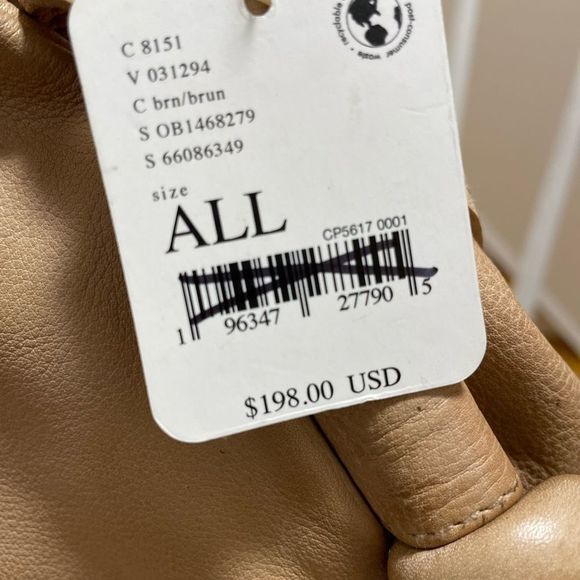 recyclable • post-consumer waste •
C 8151
V 031294
C brn/brun
S OB1468279
S 66086349
size
ALL
CP5617 0001
1 96347 27790 5
$198.00 USD